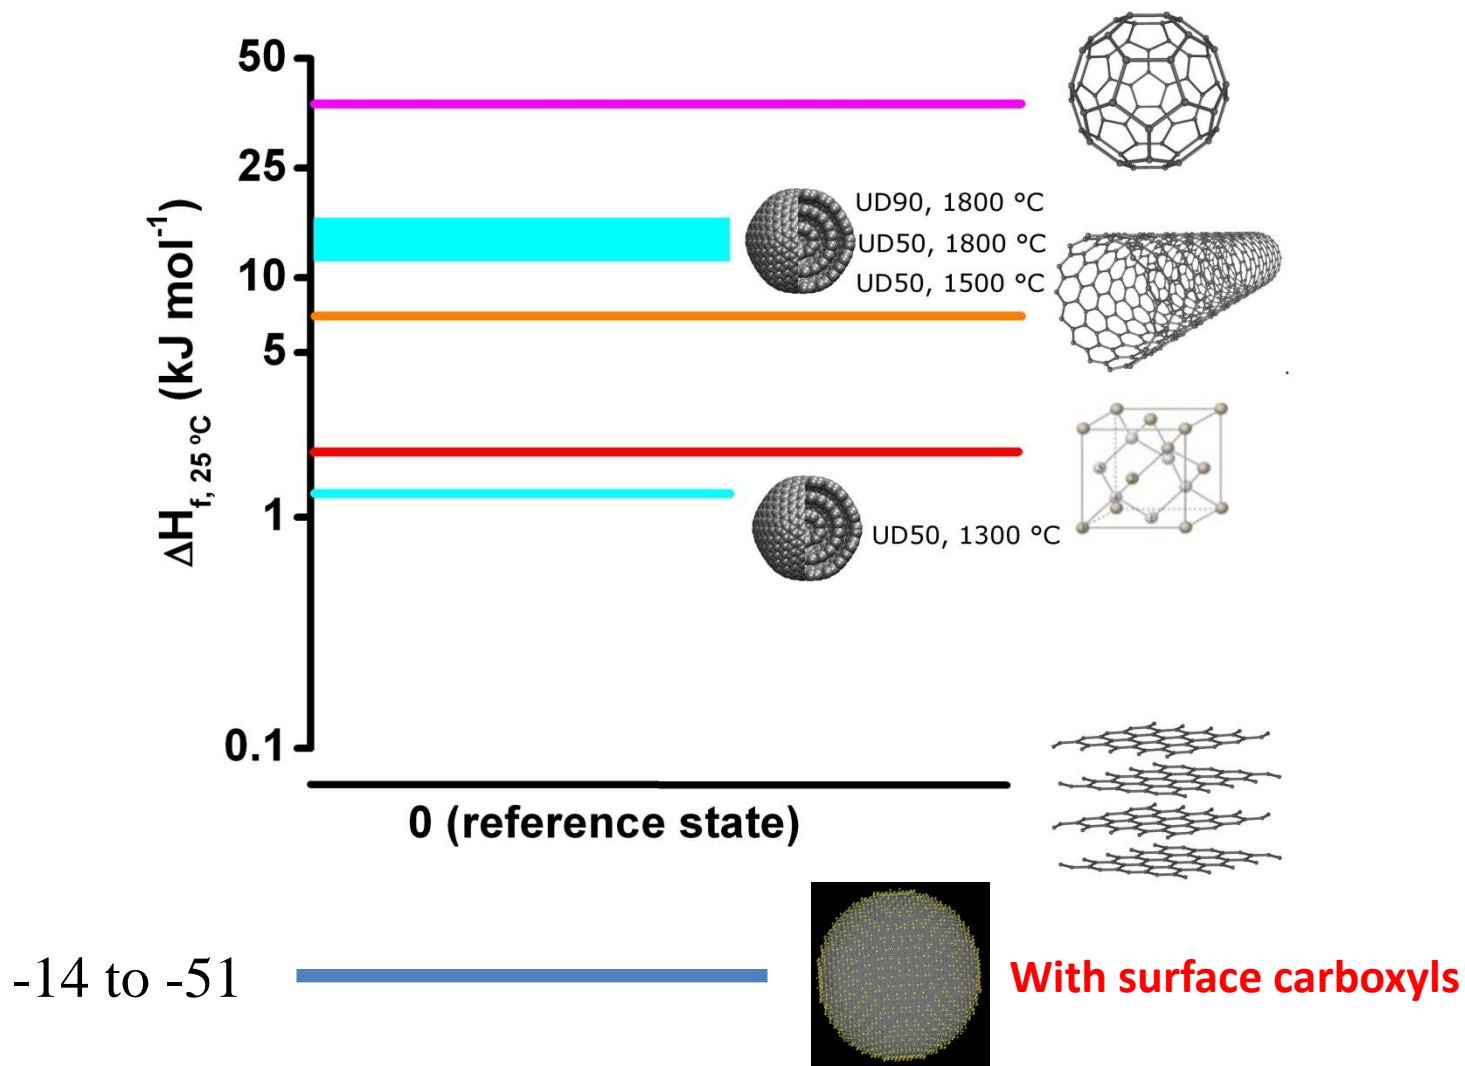 50
25
10
5
1
0.1
ΔHf, 25 ºC (kJ mol-1)
UD90, 1800 °C
UD50, 1800 °C
UD50, 1500 °C
UD50, 1300 °C
0 (reference state)
-14 to -51
With surface carboxyls